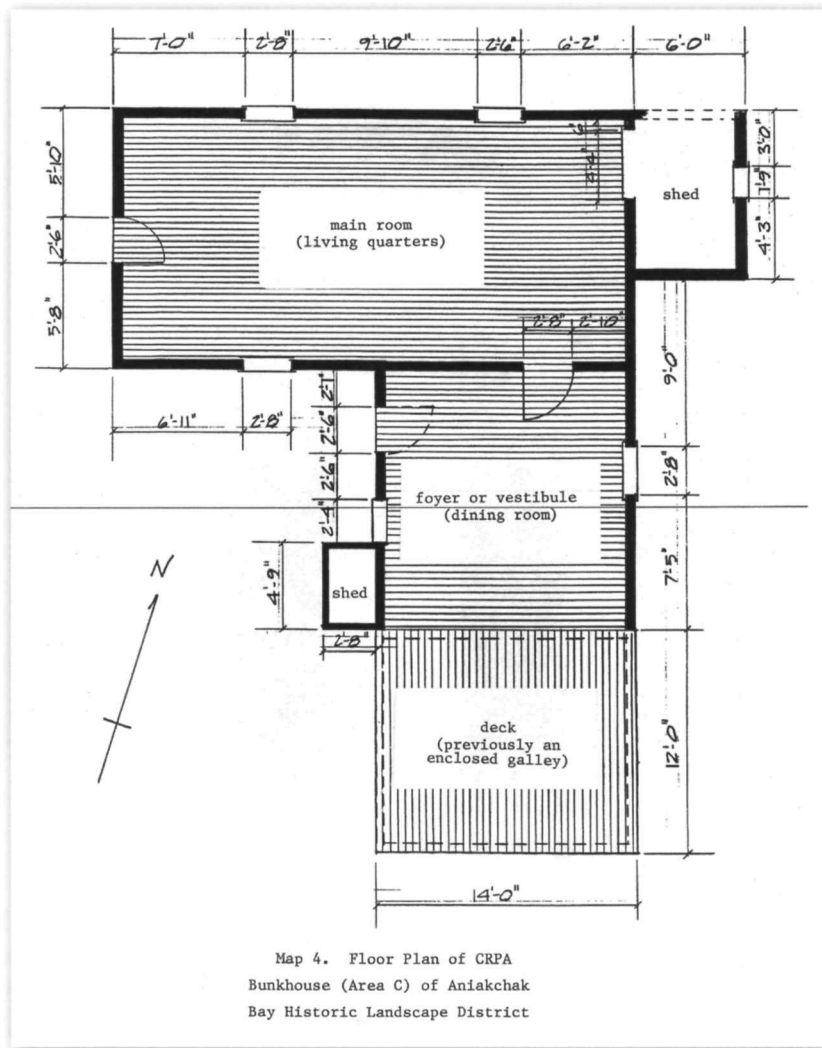 7'-0" 2'-8" 9'-10" 2'-6" 6'-2" 6'-0"
5'-10"
2'-6"
5'-8"
6"
3'-0"
1'-9"
4'-3"
main room
(living quarters)
shed
2'-8" 2'-10"
6'-11" 2'-8"
2'-1"
2'-6"
2'-6"
2'-4"
9'-0"
2'-8"
7'-5"
foyer or vestibule
(dining room)
N
4'-9"
shed
2'-8"
deck
(previously an
enclosed galley)
12'-0"
14'-0"
Map 4. Floor Plan of CRPA
Bunkhouse (Area C) of Aniakchak
Bay Historic Landscape District